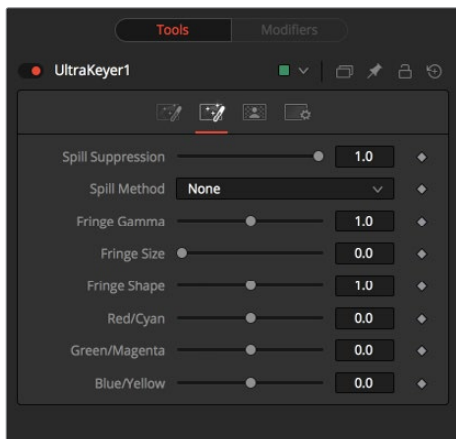 Tools Modifiers
UltraKeyer1
Spill Suppression 1.0
Spill Method None
Fringe Gamma 1.0
Fringe Size 0.0
Fringe Shape 1.0
Red/Cyan 0.0
Green/Magenta 0.0
Blue/Yellow 0.0